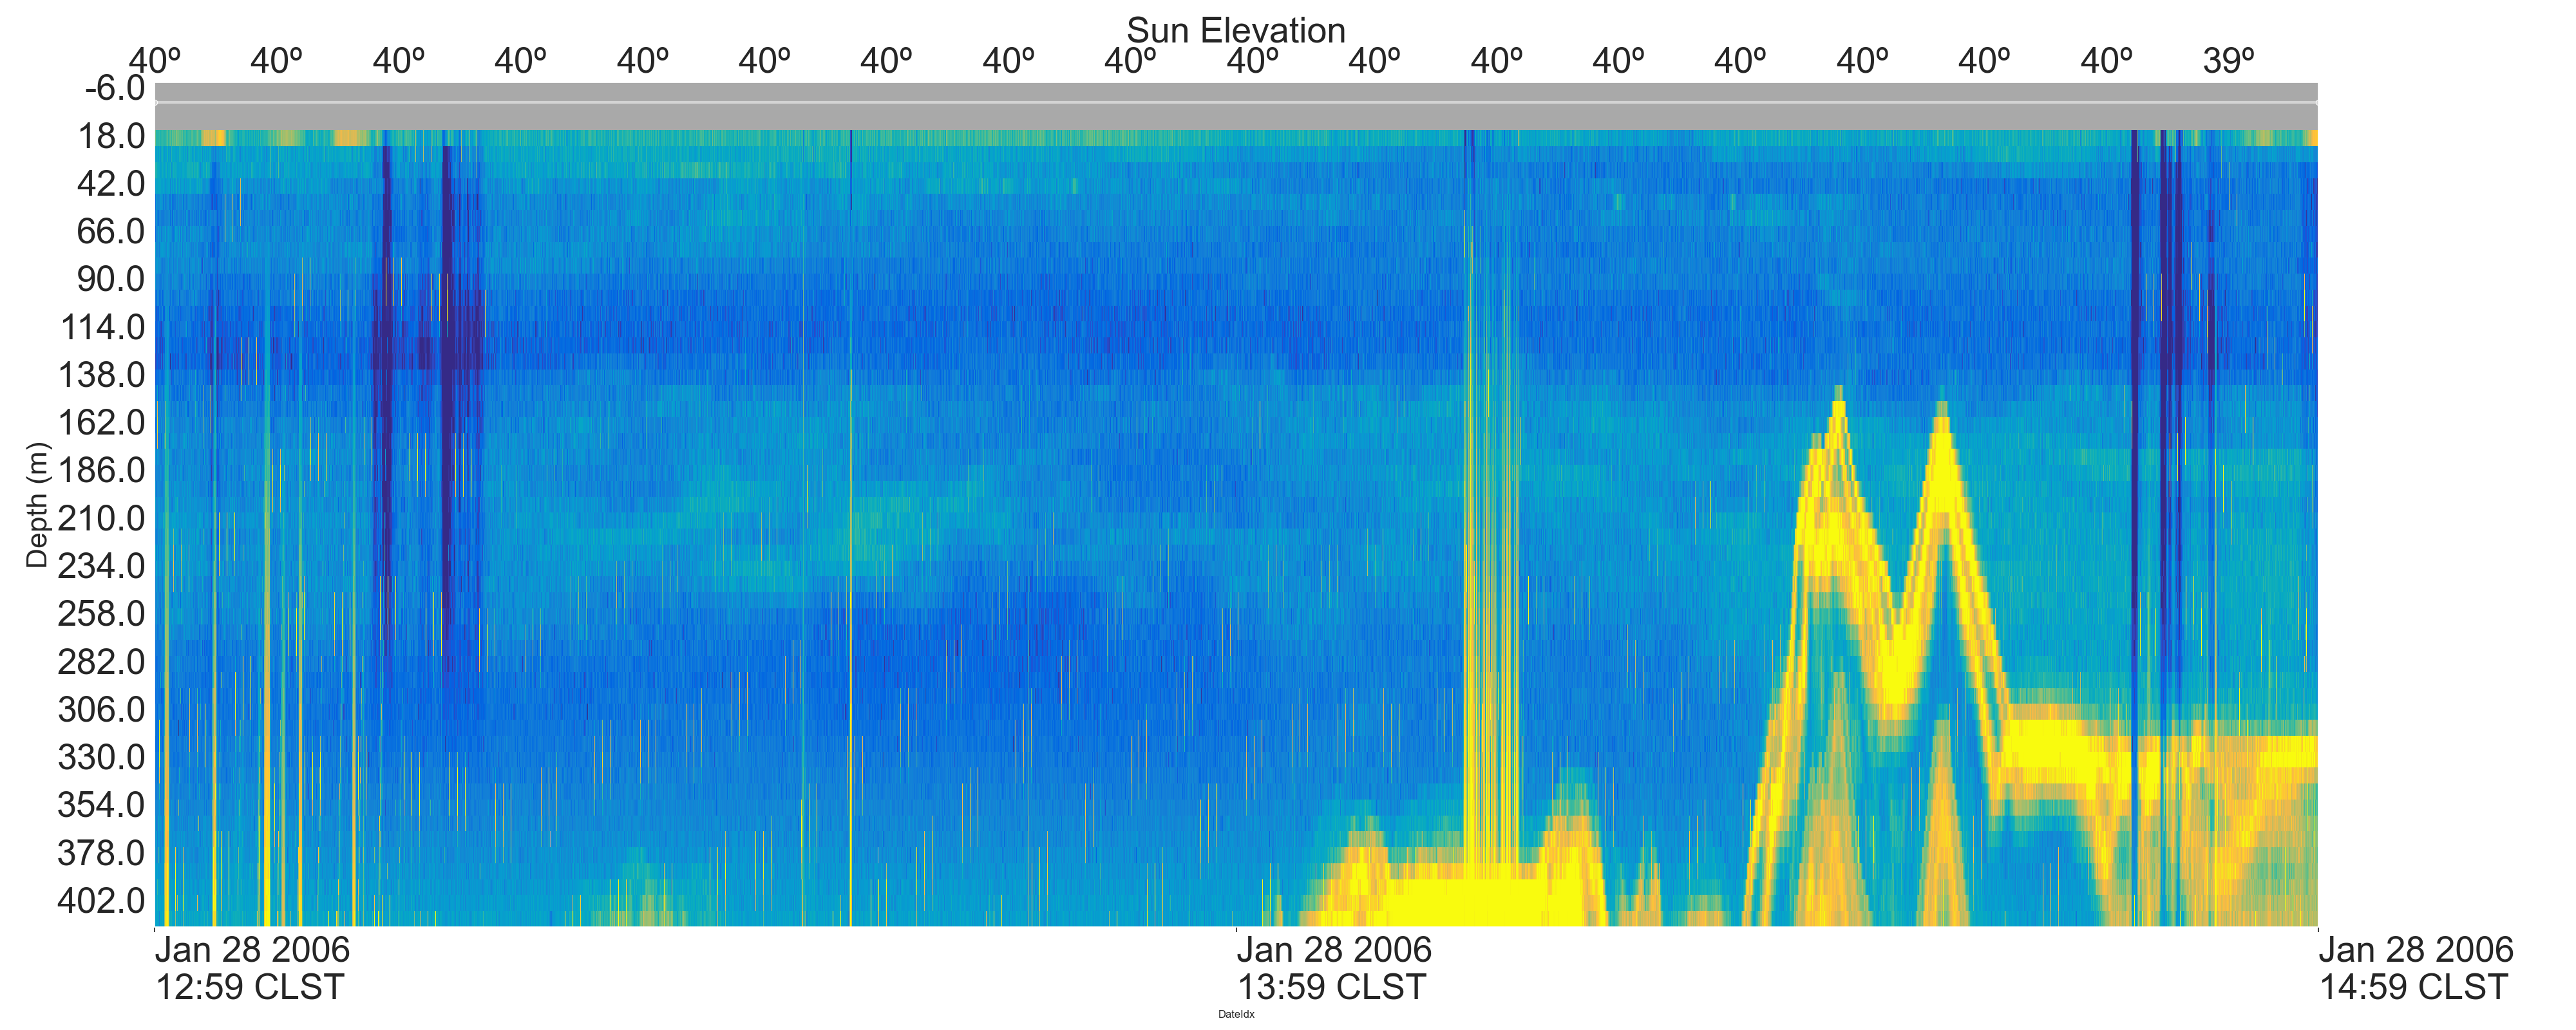 Sun Elevation
40º 40º 40º 40º 40º 40º 40º 40º 40º 40º 40º 40º 40º 40º 40º 40º 40º 39º
-6.0
18.0
42.0
66.0
90.0
114.0
138.0
162.0
186.0
210.0
234.0
258.0
282.0
306.0
330.0
354.0
378.0
402.0
Depth (m)
Jan 28 2006
12:59 CLST
Jan 28 2006
13:59 CLST
Jan 28 2006
14:59 CLST
DateIdx